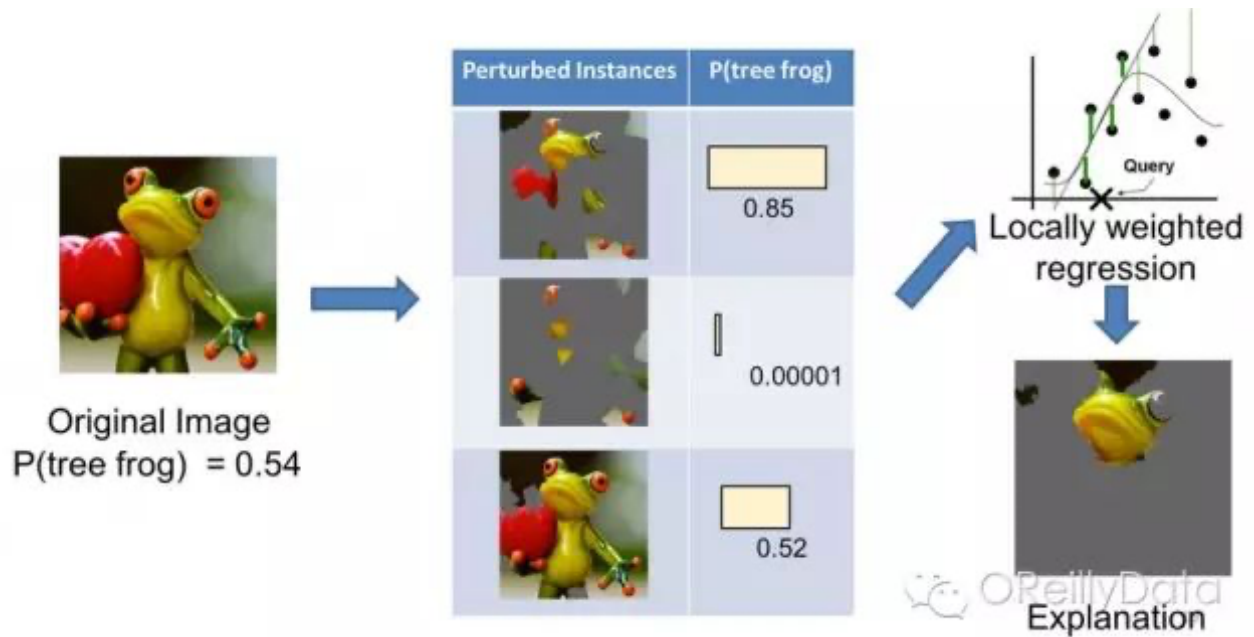 Original Image
P(tree frog) = 0.54
Perturbed Instances
P(tree frog)
0.85
0.00001
0.52
Query
Locally weighted
regression
OReillyData
Explanation